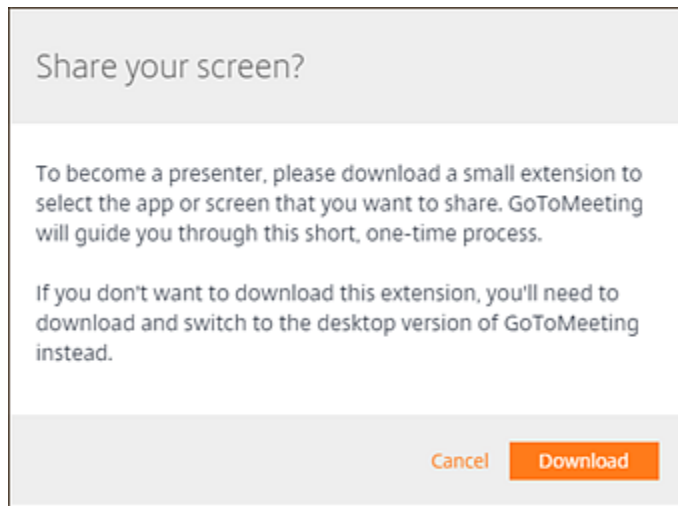 Share your screen?
To become a presenter, please download a small extension to
select the app or screen that you want to share. GoToMeeting
will guide you through this short, one-time process.
If you don't want to download this extension, you'll need to
download and switch to the desktop version of GoToMeeting
instead.
Cancel Download